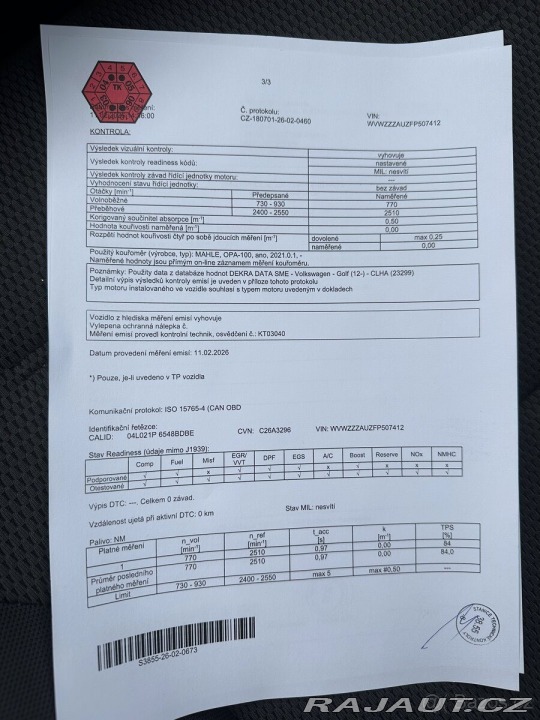 3/3
TK
Č. protokolu:
CZ-180701-26-02-0460
VIN:
WVWZZZAUZFP507412
KONTROLA:
Výsledek vizuální kontroly: vyhovuje
Výsledek kontroly readiness kódů: nastavené
MIL: nesvítí
Výsledek kontroly závad řídicí jednotky motoru: ---
Vyhodnocení stavu řídicí jednotky: bez závad
Otáčky [min⁻¹] Předepsané Naměřené
Volnoběžné 730 - 930 770
Přeběhové 2400 - 2550 2510
Korigovaný součinitel absorpce [m⁻¹] 0,50
Hodnota kouřivosti naměřená [m⁻¹] 0,00
Rozpětí hodnot kouřivosti čtyř po sobě jdoucích měření [m⁻¹] dovolené max 0,25
naměřené 0,00
Použitý kouřoměr (výrobce, typ): MAHLE, OPA-100, ano, 2021.0.1, -
Naměřené hodnoty jsou přímým on-line záznamem měření kouřoměru.
Poznámky: Použity data z databáze hodnot DEKRA DATA SME - Volkswagen - Golf (12-) - CLHA (23299)
Detailní výpis výsledků kontroly emisí je uveden v příloze tohoto protokolu
Typ motoru instalovaného ve vozidle souhlasí s typem motoru uvedeným v dokladech
Vozidlo z hlediska měření emisí vyhovuje
Vylepena ochranná nálepka č.
Měření emisí provedl kontrolní technik, osvědčení č.: KT03040
Datum provedení měření emisí: 11.02.2026
*) Pouze, je-li uvedeno v TP vozidla
Komunikační protokol: ISO 15765-4 (CAN OBD
Identifikační řetězce:
CALID: 04L021P 6548BDBE CVN: C26A3296 VIN: WVWZZZAUZFP507412
Stav Readiness (údaje mimo J1939):
Comp Fuel Misf EGR/VVT DPF EGS A/C Boost Reserve NOx NMHC
Podporované √ √ x √ √ √ x √ x x x
Otestované √ √ √ √ √ √ √ √ √ √ √
Výpis DTC: ---, Celkem 0 závad.
Vzdálenost ujetá při aktivní DTC: 0 km Stav MIL: nesvítí
Palivo: NM
Platné měření n_vol [min⁻¹] n_ref [min⁻¹] t_acc [s] k [m⁻¹] TPS [%]
1 770 2510 0,97 0,00 84
Průměr posledního platného měření 770 2510 0,97 0,00 84,0
Limit 730 - 930 2400 - 2550 max 5 max #0,50 ---
S3855-26-02-0673
STANICE TECHNICKÉ KONTROLY
38.55
RAJAUT.CZ